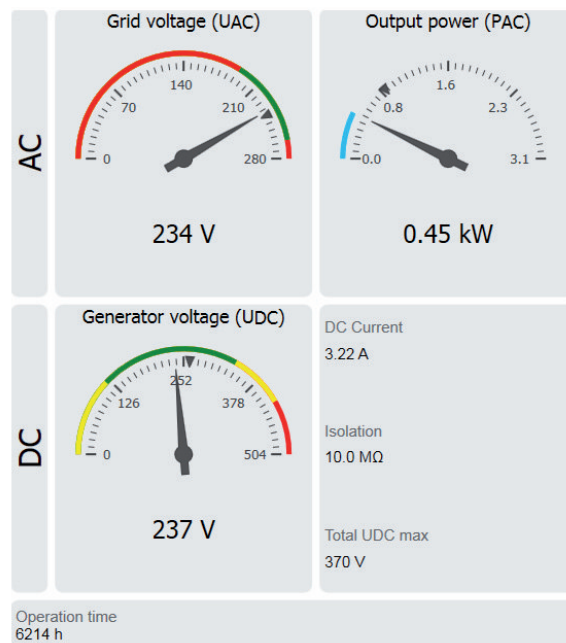 AC
Grid voltage (UAC)
0
70
140
210
280
234 V
Output power (PAC)
0.0
0.8
1.6
2.3
3.1
0.45 kW
DC
Generator voltage (UDC)
0
126
252
378
504
237 V
DC Current
3.22 A
Isolation
10.0 MΩ
Total UDC max
370 V
Operation time
6214 h